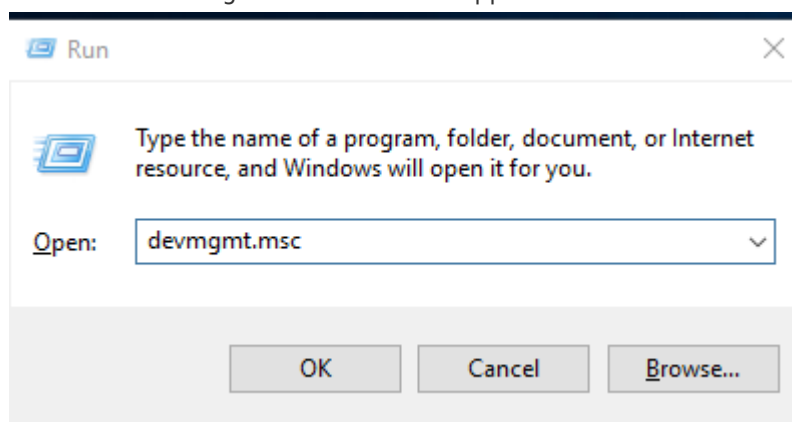 Run
Type the name of a program, folder, document, or Internet
resource, and Windows will open it for you.
Open: devmgmt.msc
OK Cancel Browse...